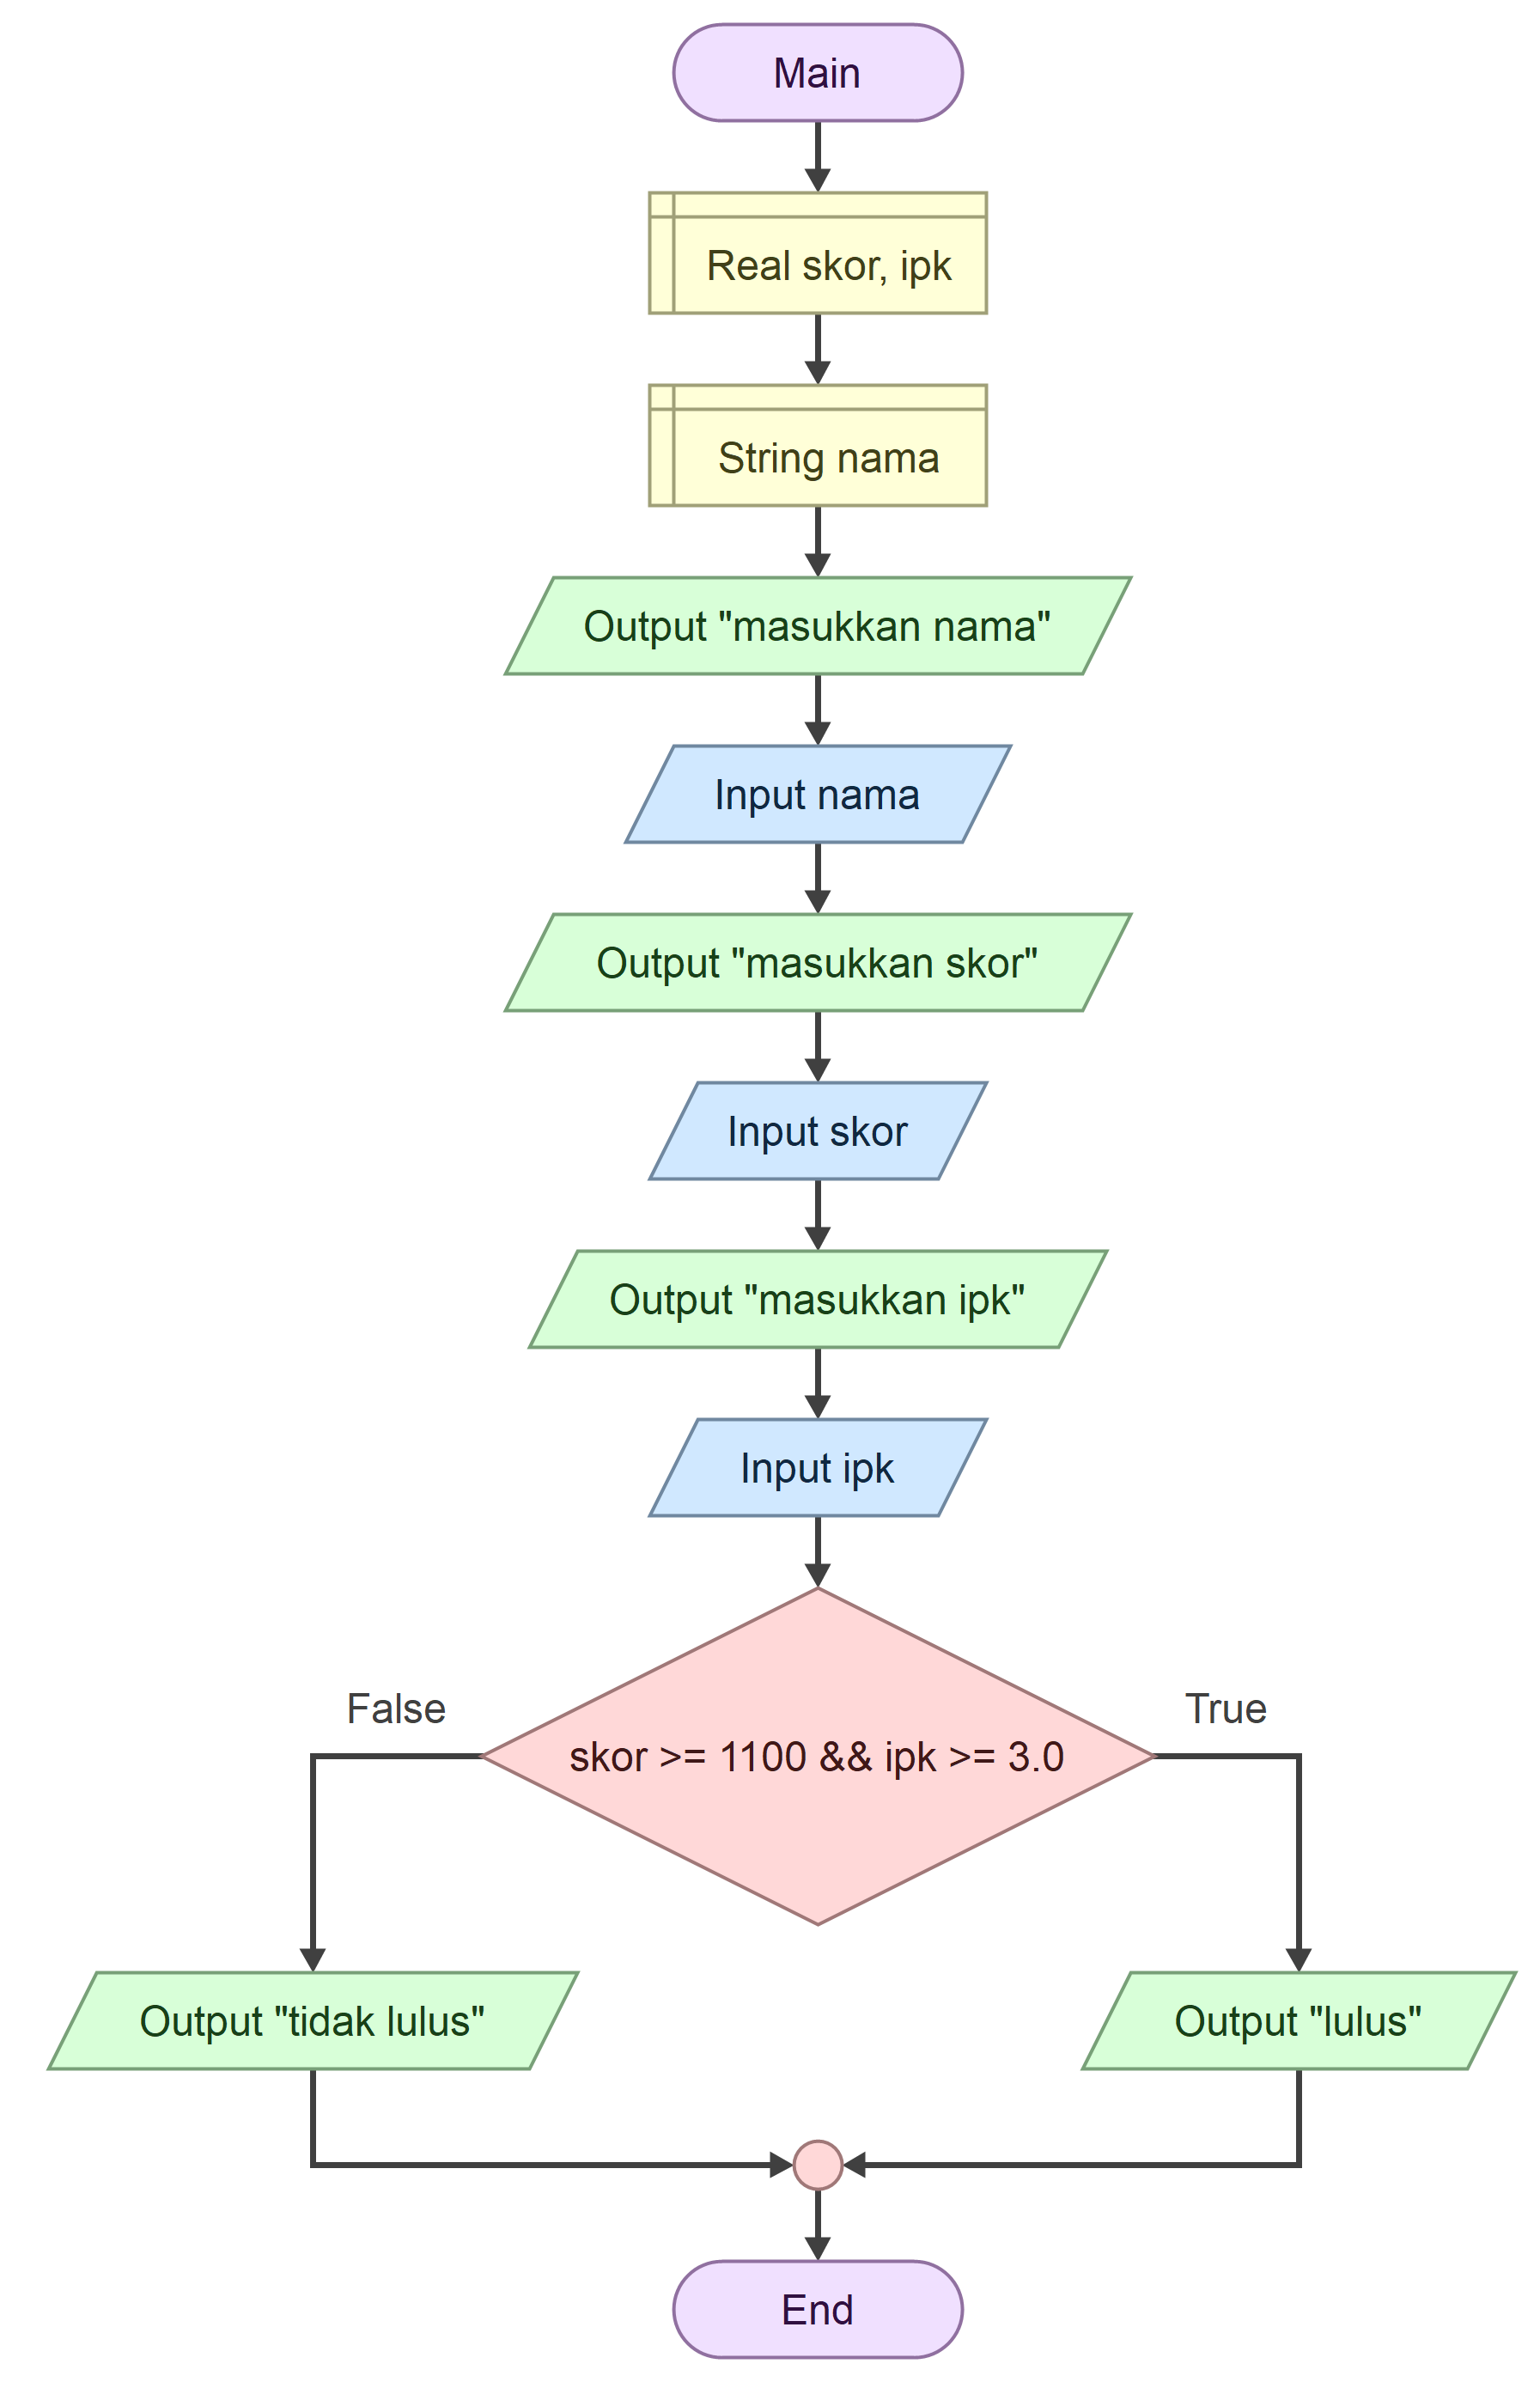 Main
Real skor, ipk
String nama
Output "masukkan nama"
Input nama
Output "masukkan skor"
Input skor
Output "masukkan ipk"
Input ipk
False
True
skor >= 1100 && ipk >= 3.0
Output "tidak lulus"
Output "lulus"
End